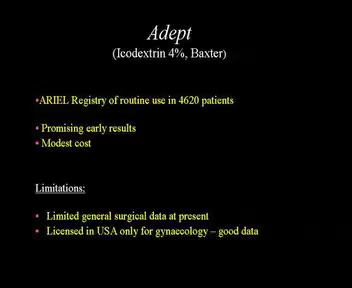 Adept
(Icodextrin 4%, Baxter)
•ARIEL Registry of routine use in 4620 patients
• Promising early results
• Modest cost
Limitations:
• Limited general surgical data at present
• Licensed in USA only for gynaecology – good data